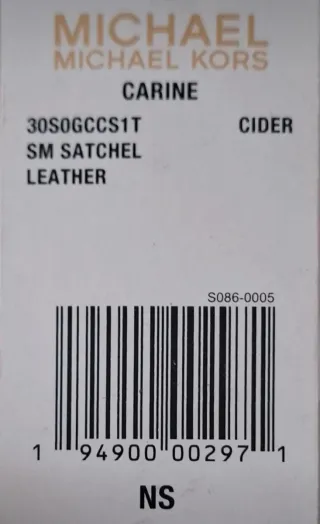 MICHAEL
MICHAEL KORS
CARINE
30S0GCCS1T CIDER
SM SATCHEL
LEATHER
S086-0005
1 94900 00297 1
NS